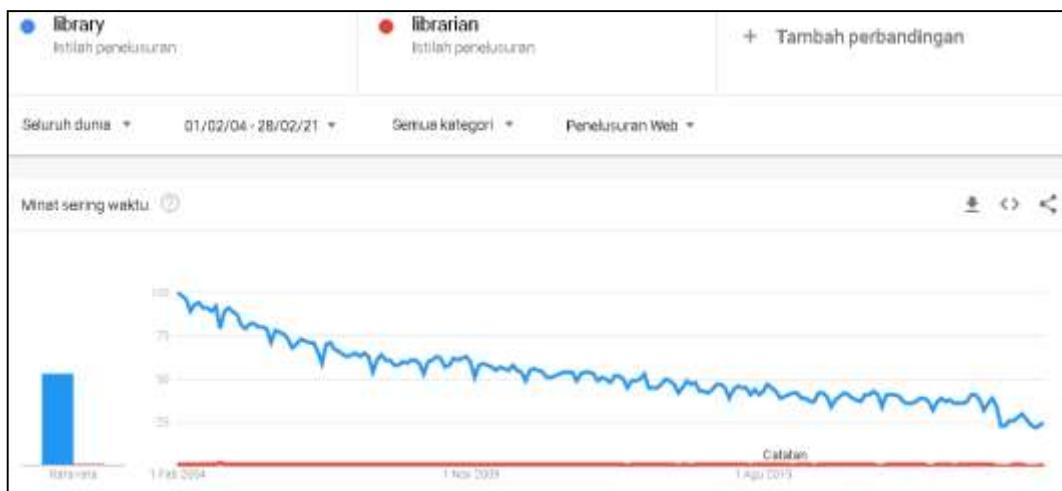 library
Istilah penelusuran
librarian
Istilah penelusuran
+ Tambah perbandingan
Seluruh dunia
01/02/04 - 28/02/21
Semua kategori
Penelusuran Web
Minat seiring waktu
100
75
50
25
Rata-rata
1 Feb 2004
1 Nov 2009
1 Agu 2015
Catatan